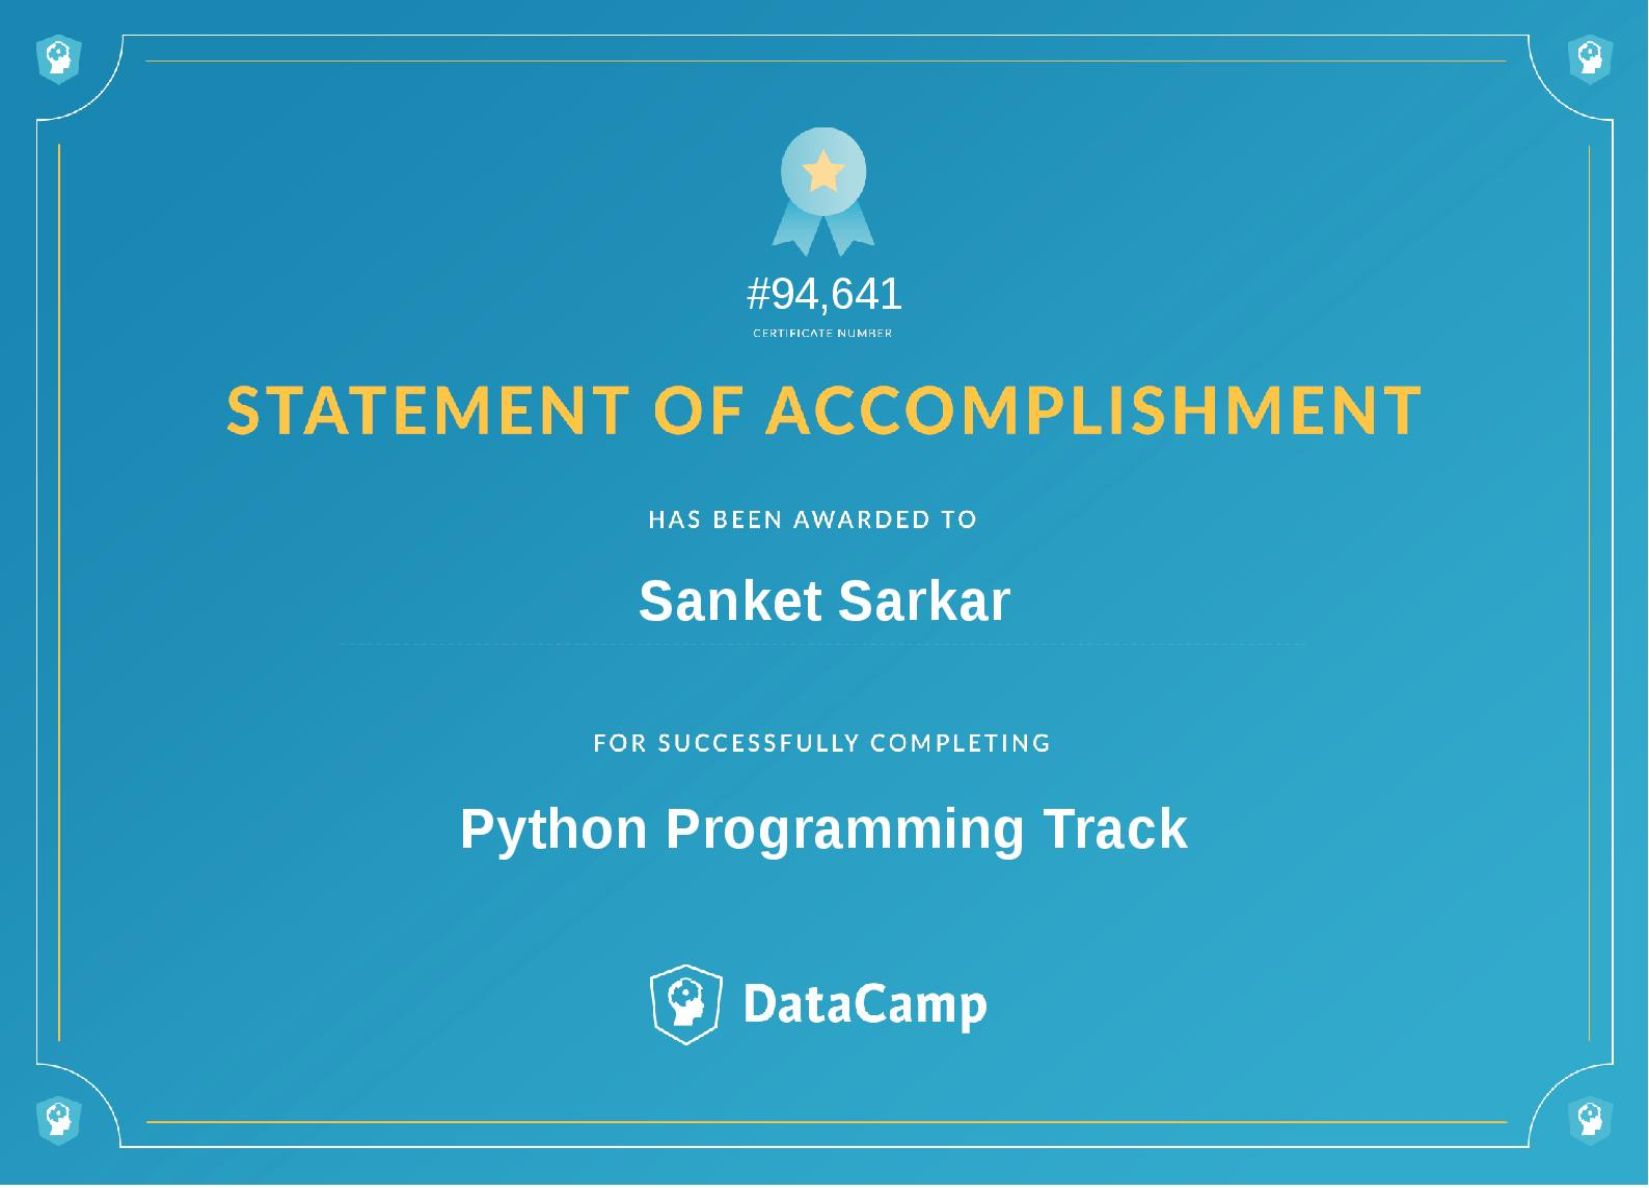 #94,641
CERTIFICATE NUMBER
STATEMENT OF ACCOMPLISHMENT
HAS BEEN AWARDED TO
Sanket Sarkar
FOR SUCCESSFULLY COMPLETING
Python Programming Track
DataCamp